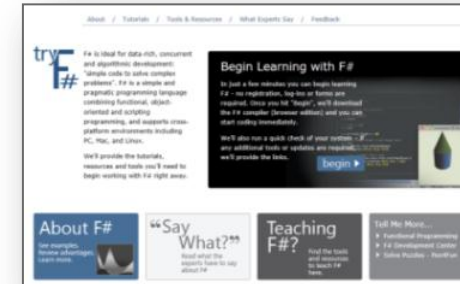 About / Tutorials / Tools & Resources / What Experts Say / Feedback
try F#
F# is ideal for data-rich, concurrent
and algorithmic development:
"simple code to solve complex
problems". F# is a simple and
pragmatic programming language
combining functional, object-
oriented and scripting
programming, and supports cross-
platform environments including
PC, Mac, and Linux.
We'll provide the tutorials,
resources and tools you'll need to
begin working with F# right away.
Begin Learning with F#
In just a few minutes you can begin learning
F# - no registration, log-ins or forms are
required. Once you hit "Begin", we'll download
the F# compiler (browser edition) and you can
start coding immediately.
We'll also run a quick check of your system - if
any additional tools or updates are required,
we'll provide the links.
begin
About F#
See examples.
Review advantages.
Learn more.
"Say
What?"
Read what the
experts have to say
about F#
Teaching
F#?
Find the tools
and resources
to teach F#
here.
Tell Me More...
Functional Programming
F# Development Center
Solve Puzzles -